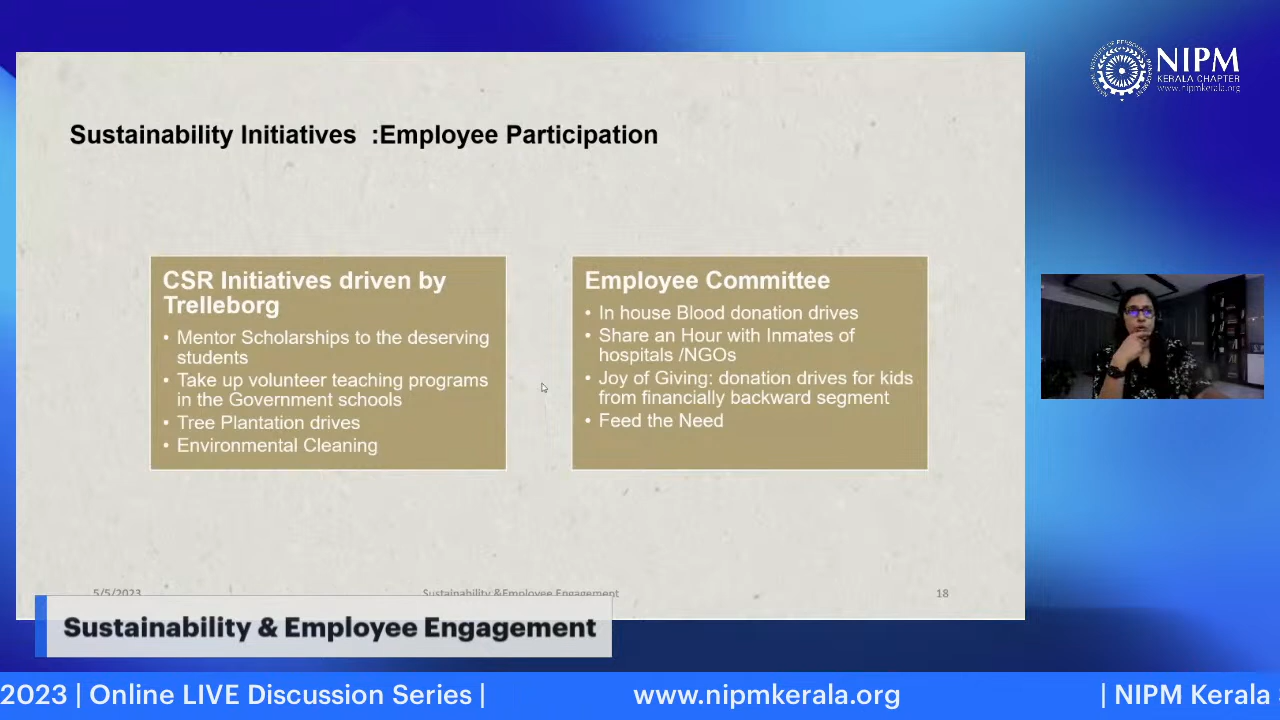 NIPM
KERALA CHAPTER
www.nipmkerala.org
Sustainability Initiatives :Employee Participation
CSR Initiatives driven by
Trelleborg
• Mentor Scholarships to the deserving
students
• Take up volunteer teaching programs
in the Government schools
• Tree Plantation drives
• Environmental Cleaning
Employee Committee
• In house Blood donation drives
• Share an Hour with Inmates of
hospitals /NGOs
• Joy of Giving: donation drives for kids
from financially backward segment
• Feed the Need
5/5/2023
Sustainability &Employee Engagement
18
Sustainability & Employee Engagement
2023 | Online LIVE Discussion Series | www.nipmkerala.org | NIPM Kerala